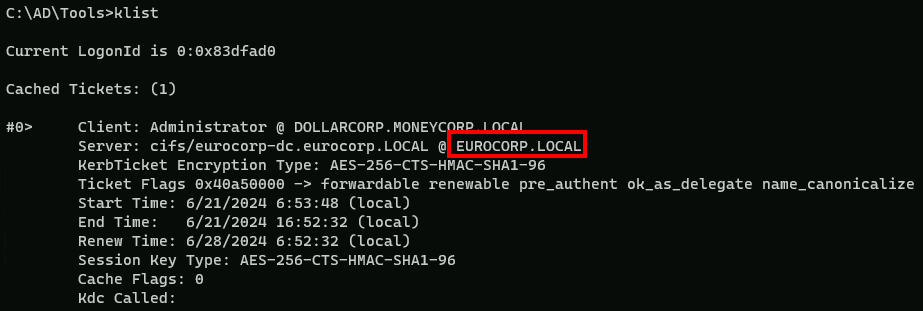 C:\AD\Tools>klist
Current LogonId is 0:0x83dfad0
Cached Tickets: (1)
#0>     Client: Administrator @ DOLLARCORP.MONEYCORP.LOCAL
        Server: cifs/eurocorp-dc.eurocorp.LOCAL @ EUROCORP.LOCAL
        KerbTicket Encryption Type: AES-256-CTS-HMAC-SHA1-96
        Ticket Flags 0x40a50000 -> forwardable renewable pre_authent ok_as_delegate name_canonicalize
        Start Time: 6/21/2024 6:53:48 (local)
        End Time:   6/21/2024 16:52:32 (local)
        Renew Time: 6/28/2024 6:52:32 (local)
        Session Key Type: AES-256-CTS-HMAC-SHA1-96
        Cache Flags: 0
        Kdc Called: